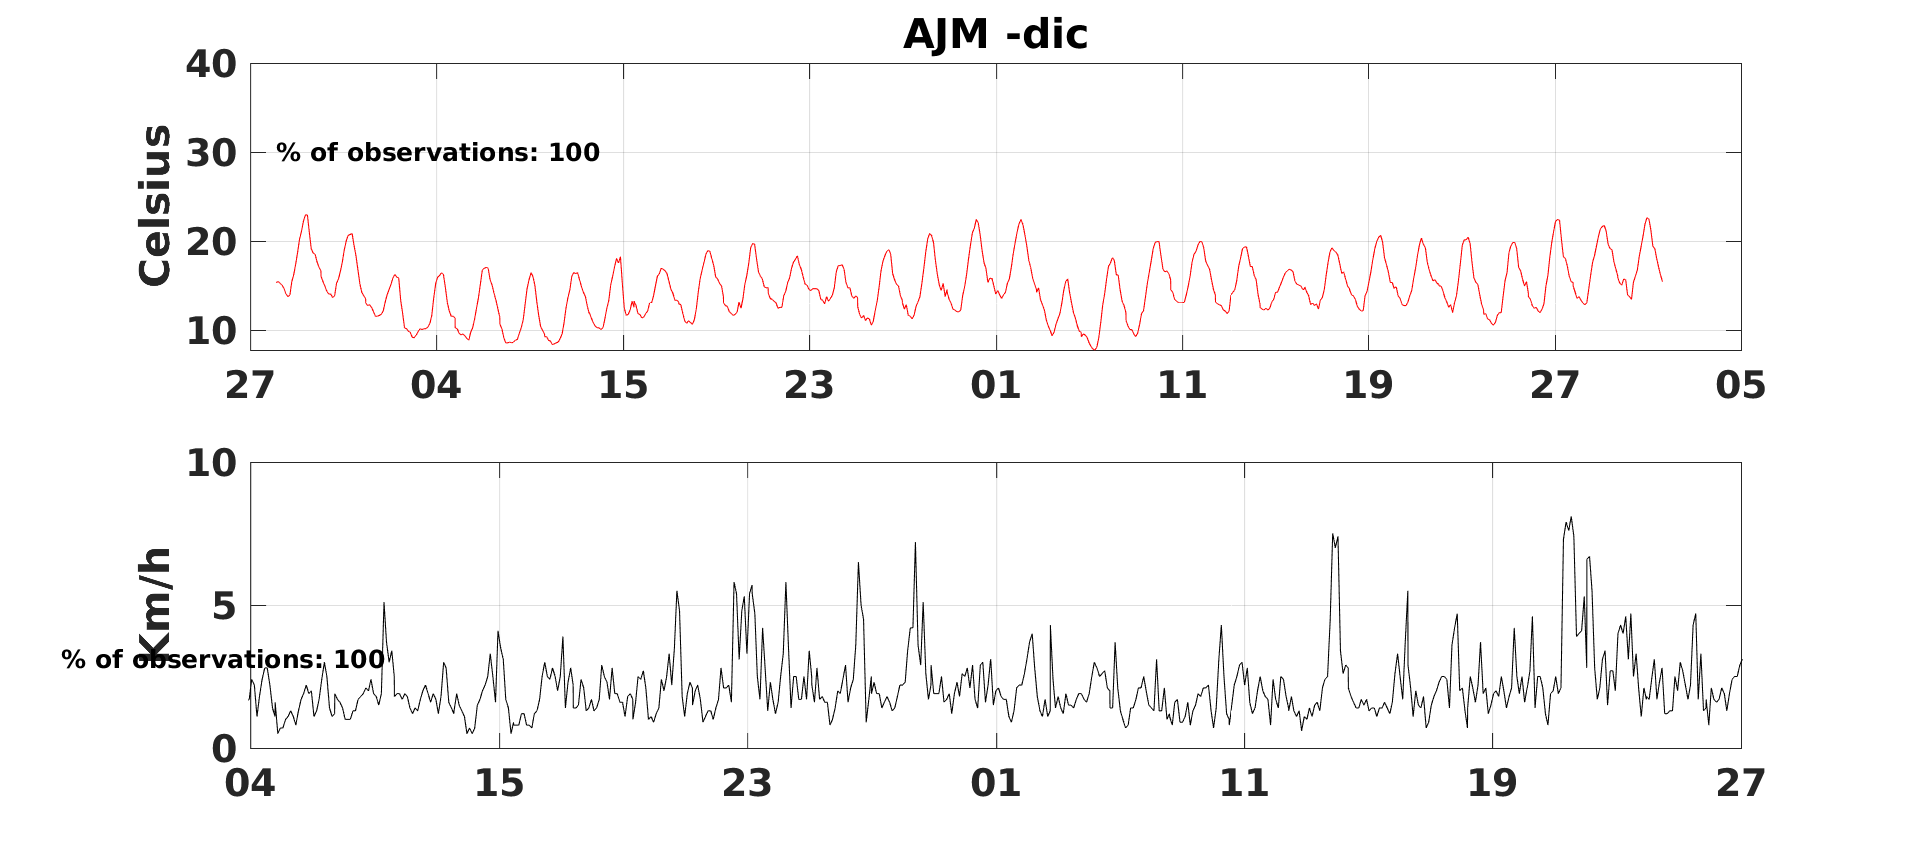 AJM -dic
40
30
20
10
Celsius
% of observations: 100
27 04 15 23 01 11 19 27 05
10
5
0
Km/h
% of observations: 100
04 15 23 01 11 19 27